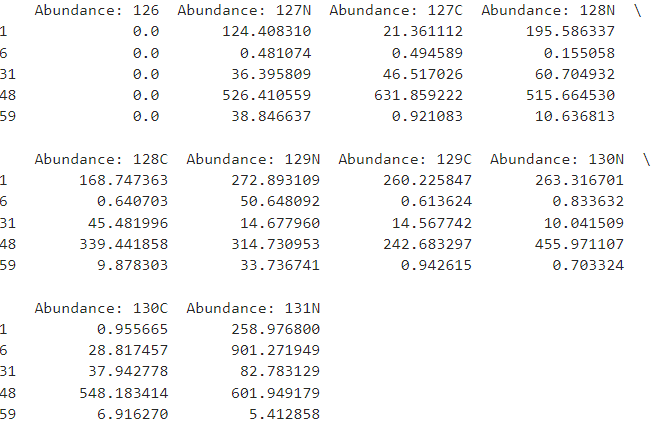 Abundance: 126  Abundance: 127N  Abundance: 127C  Abundance: 128N  \
1             0.0       124.408310        21.361112       195.586337
6             0.0         0.481074         0.494589         0.155058
31            0.0        36.395809        46.517026        60.704932
48            0.0       526.410559       631.859222       515.664530
59            0.0        38.846637         0.921083        10.636813
Abundance: 128C  Abundance: 129N  Abundance: 129C  Abundance: 130N  \
1        168.747363       272.893109       260.225847       263.316701
6          0.640703        50.648092         0.613624         0.833632
31        45.481996        14.677960        14.567742        10.041509
48       339.441858       314.730953       242.683297       455.971107
59         9.878303        33.736741         0.942615         0.703324
Abundance: 130C  Abundance: 131N
1          0.955665       258.976800
6         28.817457       901.271949
31        37.942778        82.783129
48       548.183414       601.949179
59         6.916270         5.412858